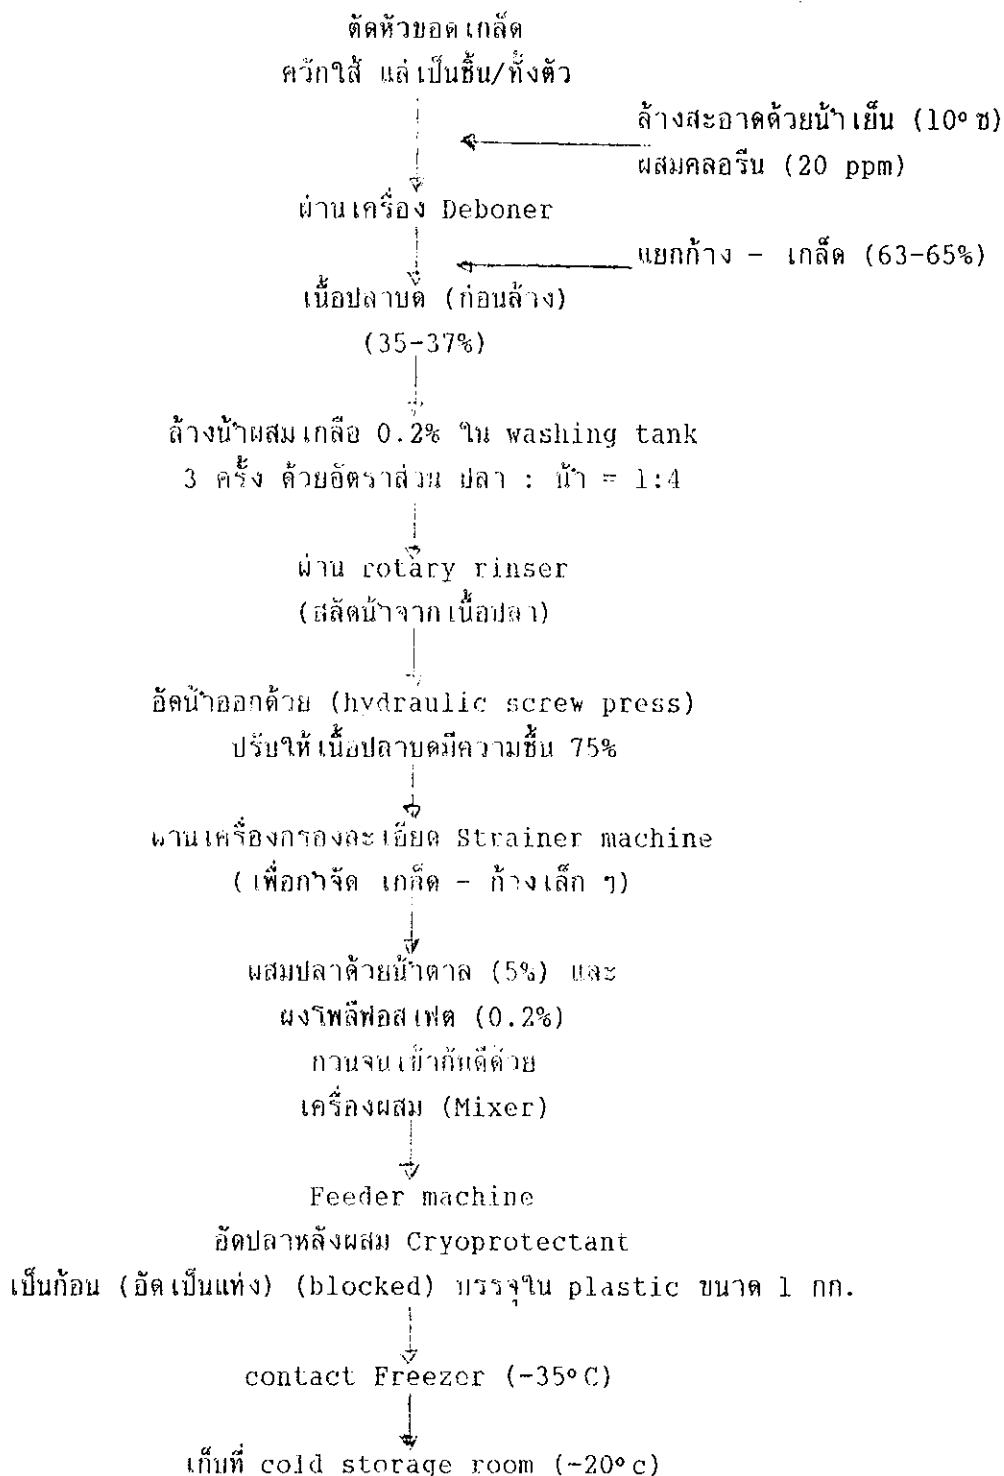 ตัดหัวขอดเกล็ด
ควักไส้ แล่เป็นชิ้น/ทั้งตัว
ล้างสะอาดด้วยน้ำเย็น (10°ซ)
ผสมคลอรีน (20 ppm)
ผ่านเครื่อง Deboner
แยกก้าง - เกล็ด (63-65%)
เนื้อปลาบด (ก่อนล้าง)
(35-37%)
ล้างน้ำผสมเกลือ 0.2% ใน washing tank
3 ครั้ง ด้วยอัตราส่วน ปลา : น้ำ = 1:4
ผ่าน rotary rinser
(สลัดน้ำจากเนื้อปลา)
อัดน้ำออกด้วย (hydraulic screw press)
ปรับให้เนื้อปลาบดมีความชื้น 75%
ผ่านเครื่องกรองละเอียด Strainer machine
(เพื่อกำจัด เกล็ด - ก้างเล็ก ๆ)
ผสมปลาด้วยน้ำตาล (5%) และ
ผงโพลีฟอสเฟต (0.2%)
กวนจนเข้ากันดีด้วย
เครื่องผสม (Mixer)
Feeder machine
อัดปลาหลังผสม Cryoprotectant
เป็นก้อน (อัดเป็นแท่ง) (blocked) บรรจุใน plastic ขนาด 1 กก.
contact Freezer (-35°C)
เก็บที่ cold storage room (-20°c)